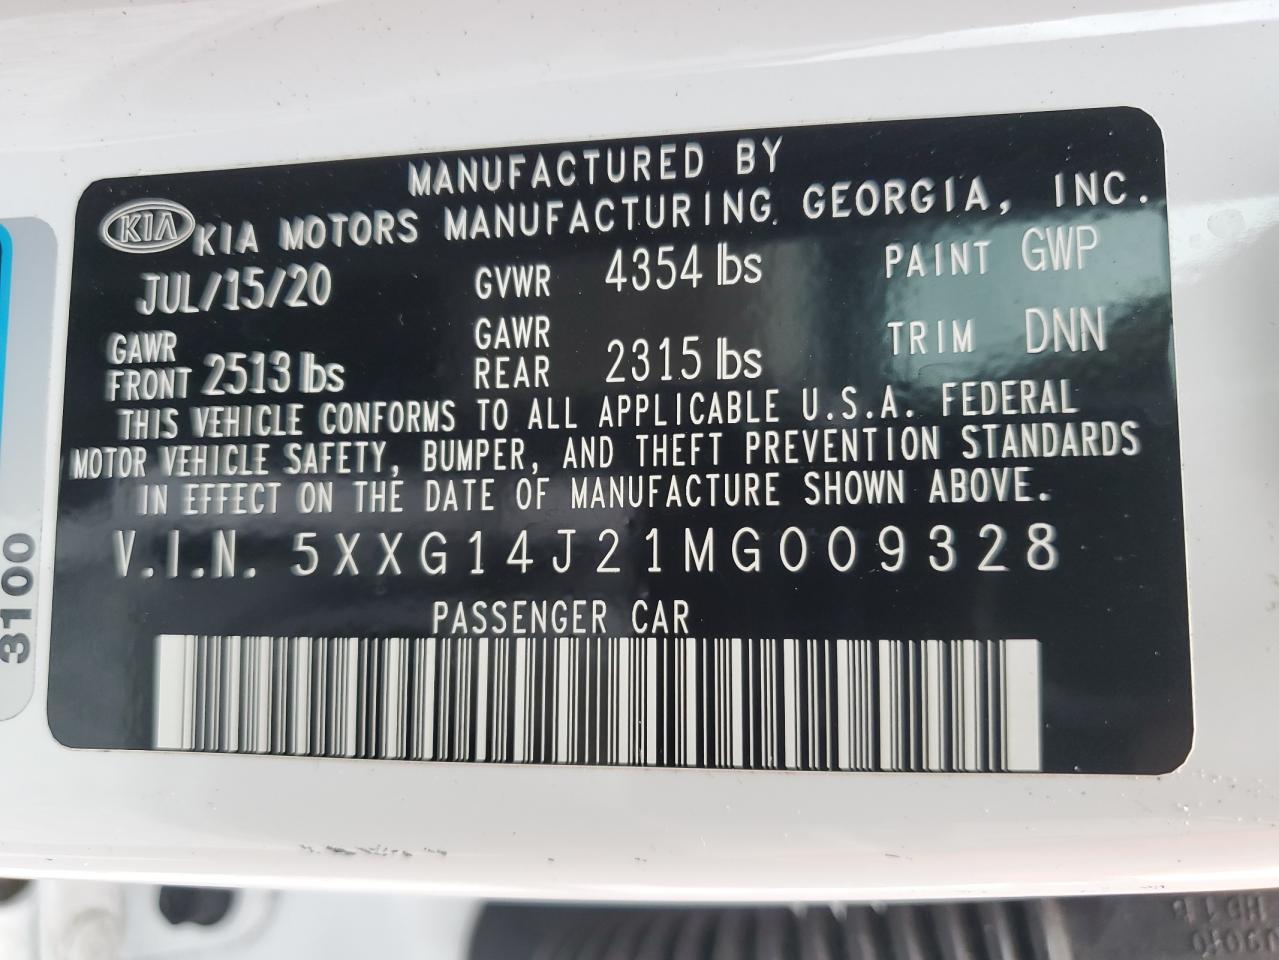 MANUFACTURED BY
KIA KIA MOTORS MANUFACTURING GEORGIA, INC.
JUL/15/20 GVWR 4354 lbs PAINT GWP
GAWR FRONT 2513 lbs GAWR REAR 2315 lbs TRIM DNN
THIS VEHICLE CONFORMS TO ALL APPLICABLE U.S.A. FEDERAL
MOTOR VEHICLE SAFETY, BUMPER, AND THEFT PREVENTION STANDARDS
IN EFFECT ON THE DATE OF MANUFACTURE SHOWN ABOVE.
V.I.N. 5XXG14J21MG009328
PASSENGER CAR
3100